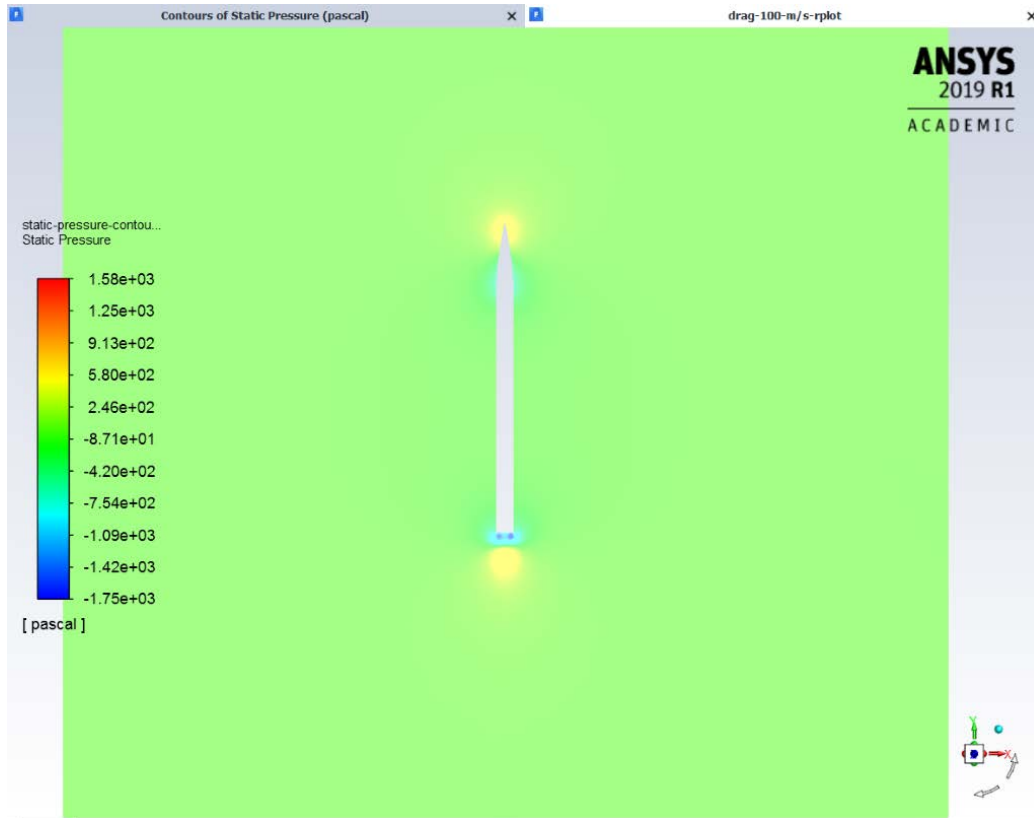 Contours of Static Pressure (pascal)
drag-100-m/s-rplot
ANSYS
2019 R1
ACADEMIC
static-pressure-contou...
Static Pressure
1.58e+03
1.25e+03
9.13e+02
5.80e+02
2.46e+02
-8.71e+01
-4.20e+02
-7.54e+02
-1.09e+03
-1.42e+03
-1.75e+03
[ pascal ]
Y
X